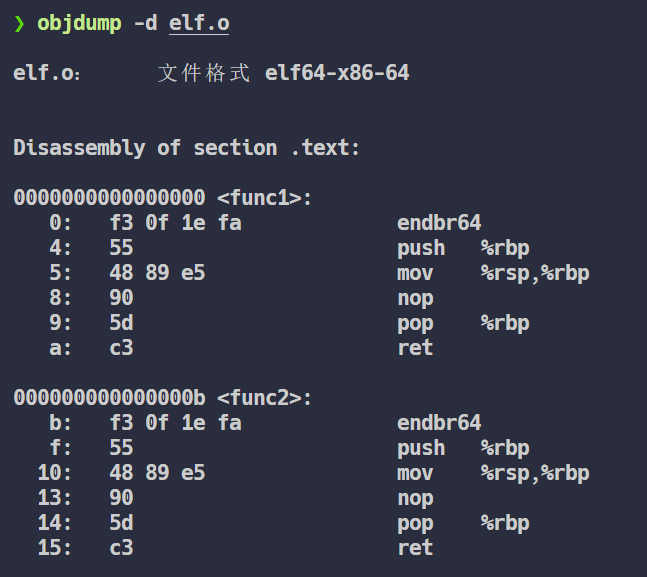 ❯ objdump -d elf.o
elf.o：     文件格式 elf64-x86-64
Disassembly of section .text:
0000000000000000 <func1>:
   0:   f3 0f 1e fa             endbr64
   4:   55                      push   %rbp
   5:   48 89 e5                mov    %rsp,%rbp
   8:   90                      nop
   9:   5d                      pop    %rbp
   a:   c3                      ret
000000000000000b <func2>:
   b:   f3 0f 1e fa             endbr64
   f:   55                      push   %rbp
  10:   48 89 e5                mov    %rsp,%rbp
  13:   90                      nop
  14:   5d                      pop    %rbp
  15:   c3                      ret